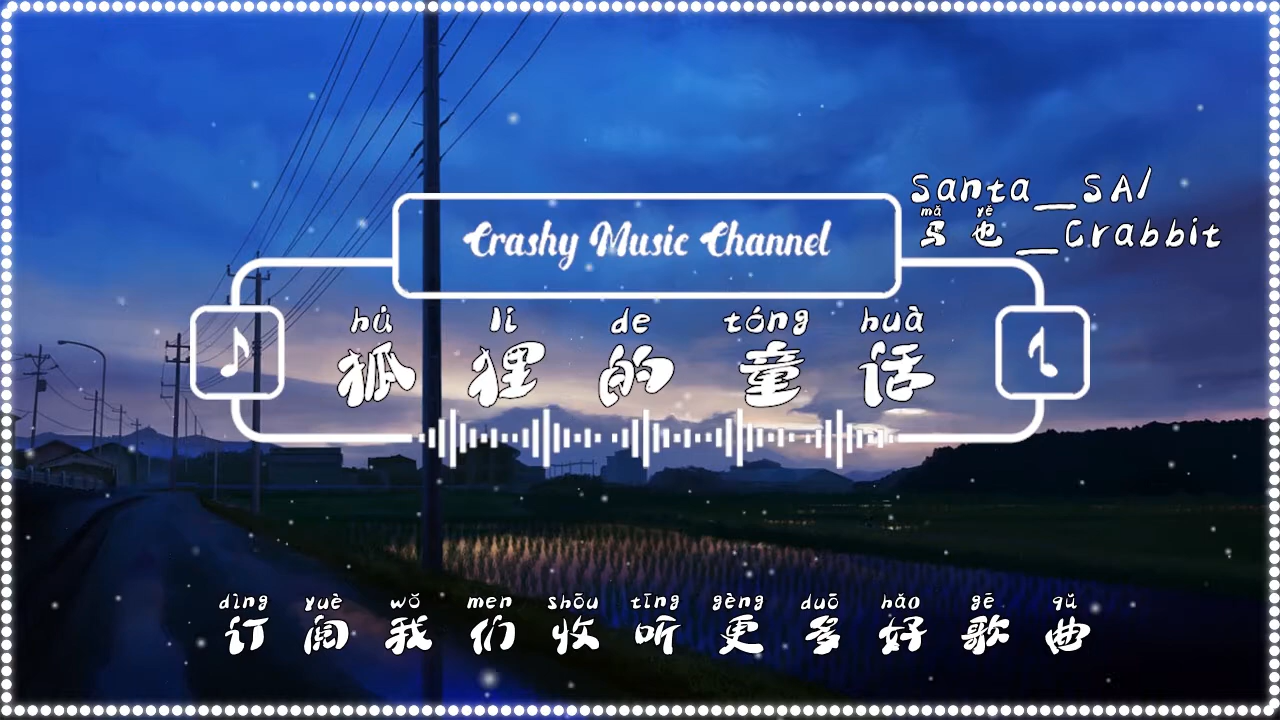 Santa_SA/
mǎ yě
马也_Crabbit
Crashy Music Channel
hú li de tóng huà
狐狸的童话
dìng yuè wǒ men shōu tīng gèng duō hǎo gē qǔ
订阅我们收听更多好歌曲